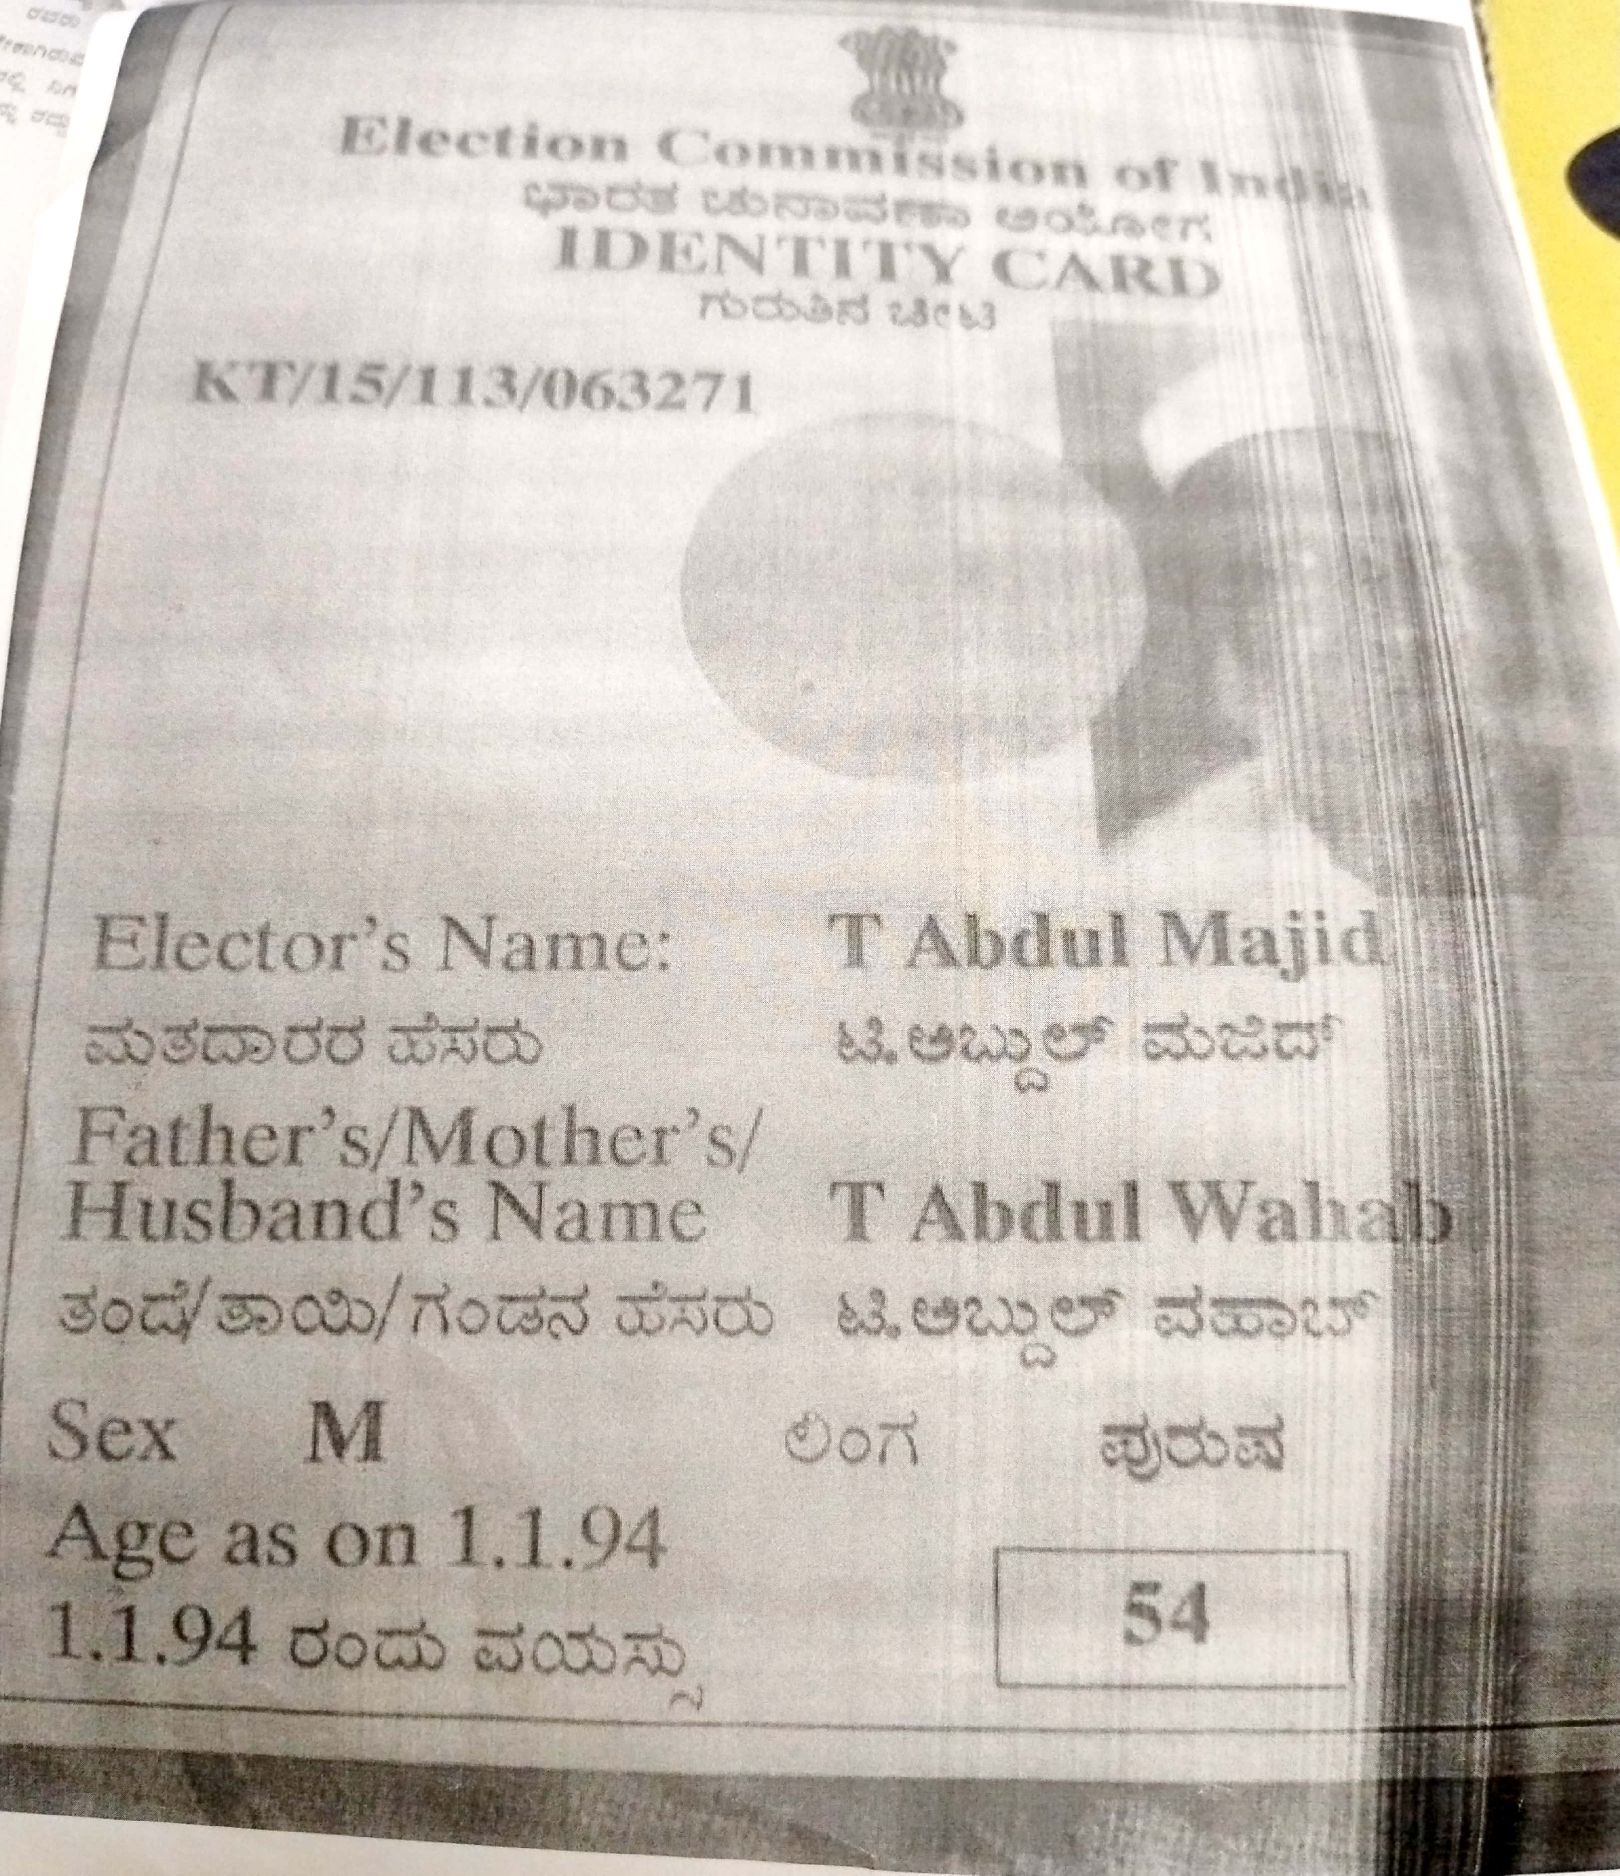 Election Commission of India
ಭಾರತ ಚುನಾವಣಾ ಆಯೋಗ
IDENTITY CARD
ಗುರುತಿನ ಚೀಟಿ
KT/15/113/063271
Elector's Name: T Abdul Majid
ಮತದಾರರ ಹೆಸರು ಟಿ.ಅಬ್ದುಲ್ ಮಜಿದ್
Father's/Mother's/
Husband's Name T Abdul Wahab
ತಂದೆ/ತಾಯಿ/ಗಂಡನ ಹೆಸರು ಟಿ.ಅಬ್ದುಲ್ ವಹಾಬ್
Sex M ಲಿಂಗ ಪುರುಷ
Age as on 1.1.94
54
1.1.94 ರಂದು ವಯಸ್ಸು